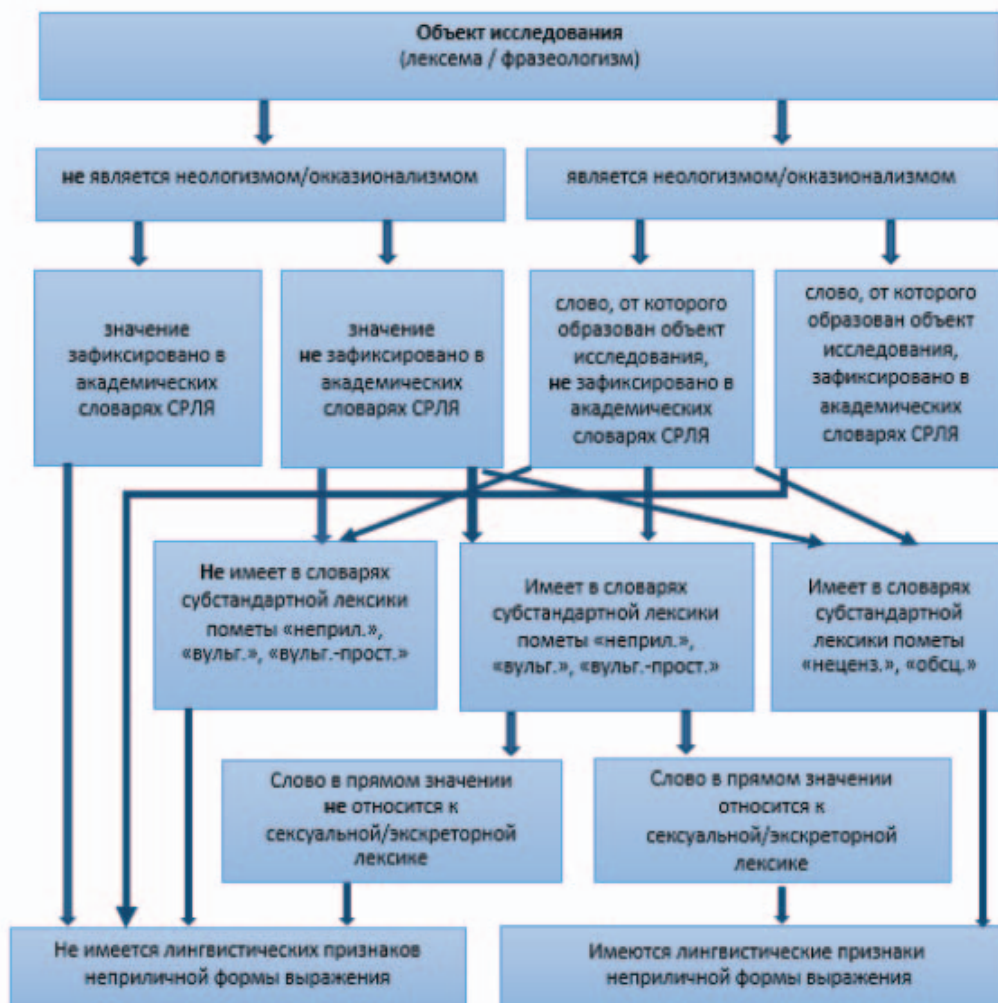 Объект исследования
(лексема / фразеологизм)
не является неологизмом/окказионализмом
является неологизмом/окказионализмом
значение
зафиксировано в
академических
словарях СРЛЯ
значение
не зафиксировано в
академических
словарях СРЛЯ
слово, от которого
образован объект
исследования,
не зафиксировано в
академических
словарях СРЛЯ
слово, от которого
образован объект
исследования,
зафиксировано в
академических
словарях СРЛЯ
Не имеет в словарях
субстандартной лексики
пометы «неприл.»,
«вульг.», «вульг.-прост.»
Имеет в словарях
субстандартной лексики
пометы «неприл.»,
«вульг.», «вульг.-прост.»
Имеет в словарях
субстандартной
лексики пометы
«неценз.», «обсц.»
Слово в прямом значении
не относится к
сексуальной/экскреторной
лексике
Слово в прямом значении
относится к
сексуальной/экскреторной
лексике
Не имеется лингвистических признаков
неприличной формы выражения
Имеются лингвистические признаки
неприличной формы выражения